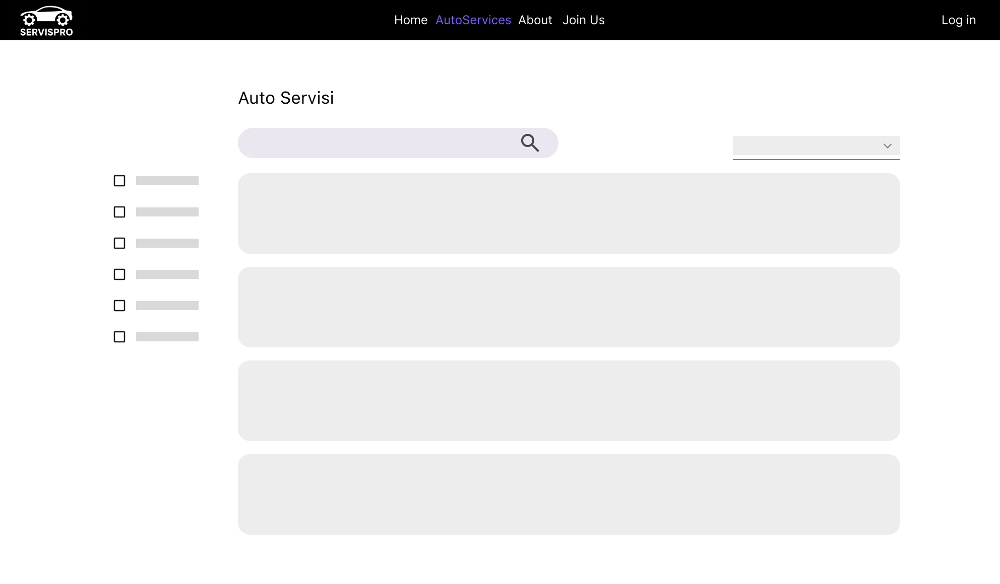 SERVISPRO
Home AutoServices About Join Us
Log in
Auto Servisi